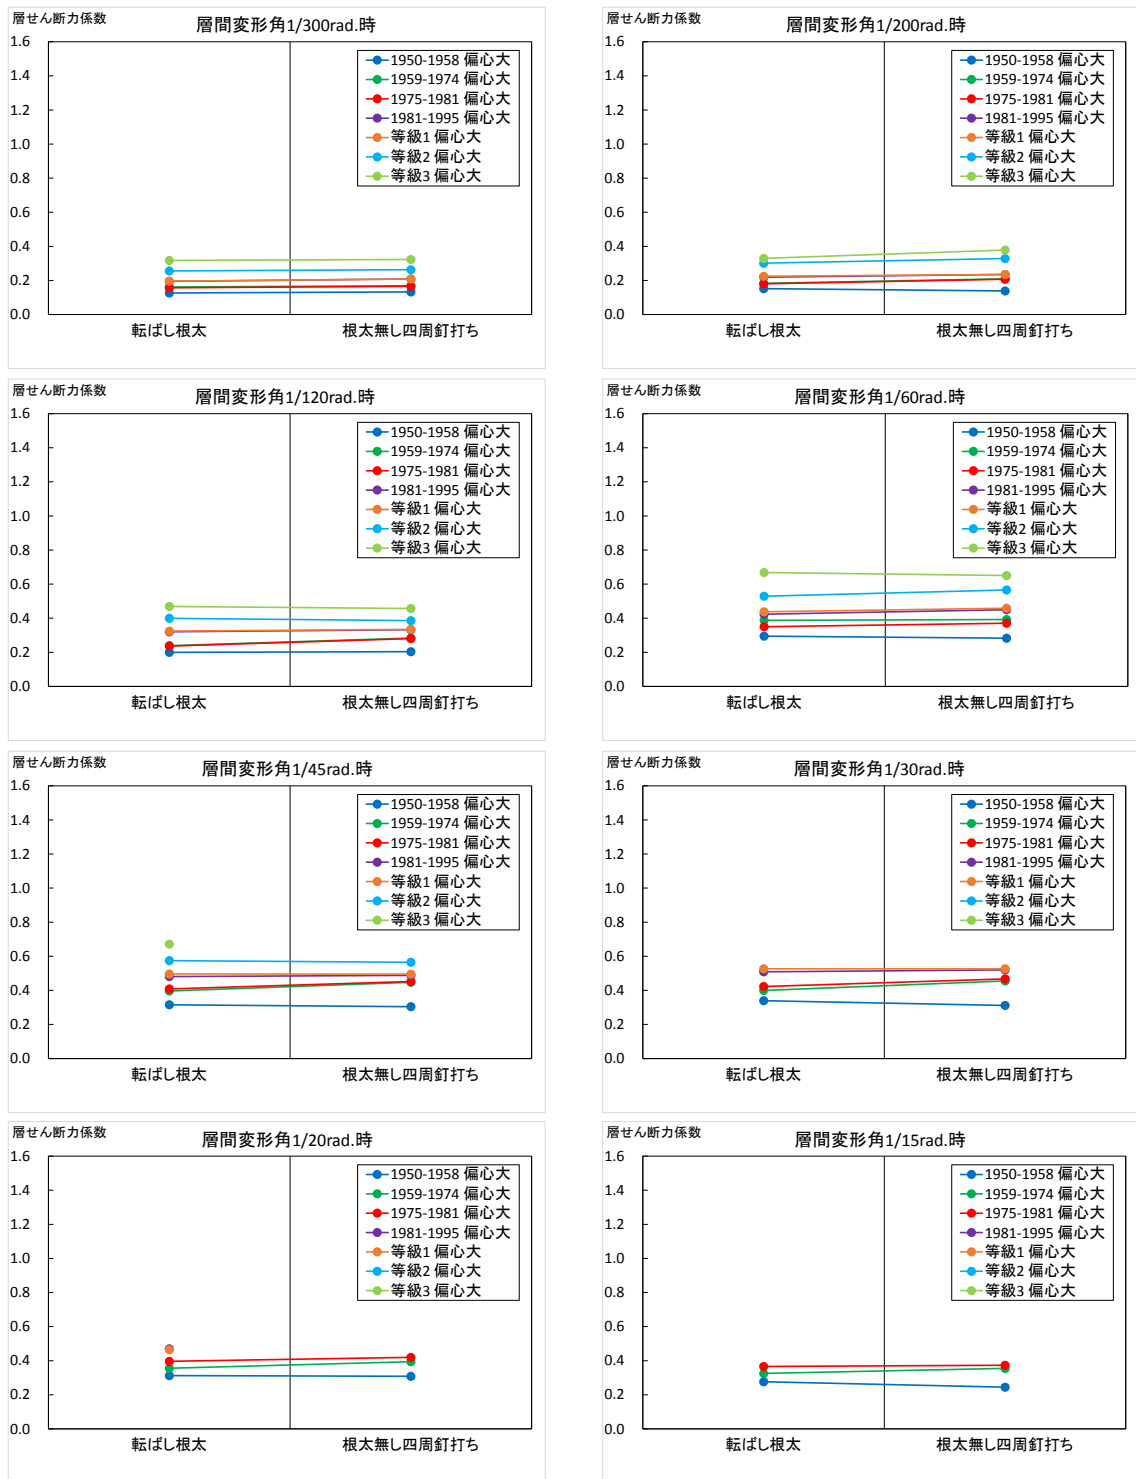 層せん断力係数
層間変形角1/300rad.時
1.6
1.4
1.2
1.0
0.8
0.6
0.4
0.2
0.0
1950-1958 偏心大
1959-1974 偏心大
1975-1981 偏心大
1981-1995 偏心大
等級1 偏心大
等級2 偏心大
等級3 偏心大
転ばし根太
根太無し四周釘打ち
層せん断力係数
層間変形角1/200rad.時
1.6
1.4
1.2
1.0
0.8
0.6
0.4
0.2
0.0
1950-1958 偏心大
1959-1974 偏心大
1975-1981 偏心大
1981-1995 偏心大
等級1 偏心大
等級2 偏心大
等級3 偏心大
転ばし根太
根太無し四周釘打ち
層せん断力係数
層間変形角1/120rad.時
1.6
1.4
1.2
1.0
0.8
0.6
0.4
0.2
0.0
1950-1958 偏心大
1959-1974 偏心大
1975-1981 偏心大
1981-1995 偏心大
等級1 偏心大
等級2 偏心大
等級3 偏心大
転ばし根太
根太無し四周釘打ち
層せん断力係数
層間変形角1/60rad.時
1.6
1.4
1.2
1.0
0.8
0.6
0.4
0.2
0.0
1950-1958 偏心大
1959-1974 偏心大
1975-1981 偏心大
1981-1995 偏心大
等級1 偏心大
等級2 偏心大
等級3 偏心大
転ばし根太
根太無し四周釘打ち
層せん断力係数
層間変形角1/45rad.時
1.6
1.4
1.2
1.0
0.8
0.6
0.4
0.2
0.0
1950-1958 偏心大
1959-1974 偏心大
1975-1981 偏心大
1981-1995 偏心大
等級1 偏心大
等級2 偏心大
等級3 偏心大
転ばし根太
根太無し四周釘打ち
層せん断力係数
層間変形角1/30rad.時
1.6
1.4
1.2
1.0
0.8
0.6
0.4
0.2
0.0
1950-1958 偏心大
1959-1974 偏心大
1975-1981 偏心大
1981-1995 偏心大
等級1 偏心大
等級2 偏心大
等級3 偏心大
転ばし根太
根太無し四周釘打ち
層せん断力係数
層間変形角1/20rad.時
1.6
1.4
1.2
1.0
0.8
0.6
0.4
0.2
0.0
1950-1958 偏心大
1959-1974 偏心大
1975-1981 偏心大
1981-1995 偏心大
等級1 偏心大
等級2 偏心大
等級3 偏心大
転ばし根太
根太無し四周釘打ち
層せん断力係数
層間変形角1/15rad.時
1.6
1.4
1.2
1.0
0.8
0.6
0.4
0.2
0.0
1950-1958 偏心大
1959-1974 偏心大
1975-1981 偏心大
1981-1995 偏心大
等級1 偏心大
等級2 偏心大
等級3 偏心大
転ばし根太
根太無し四周釘打ち